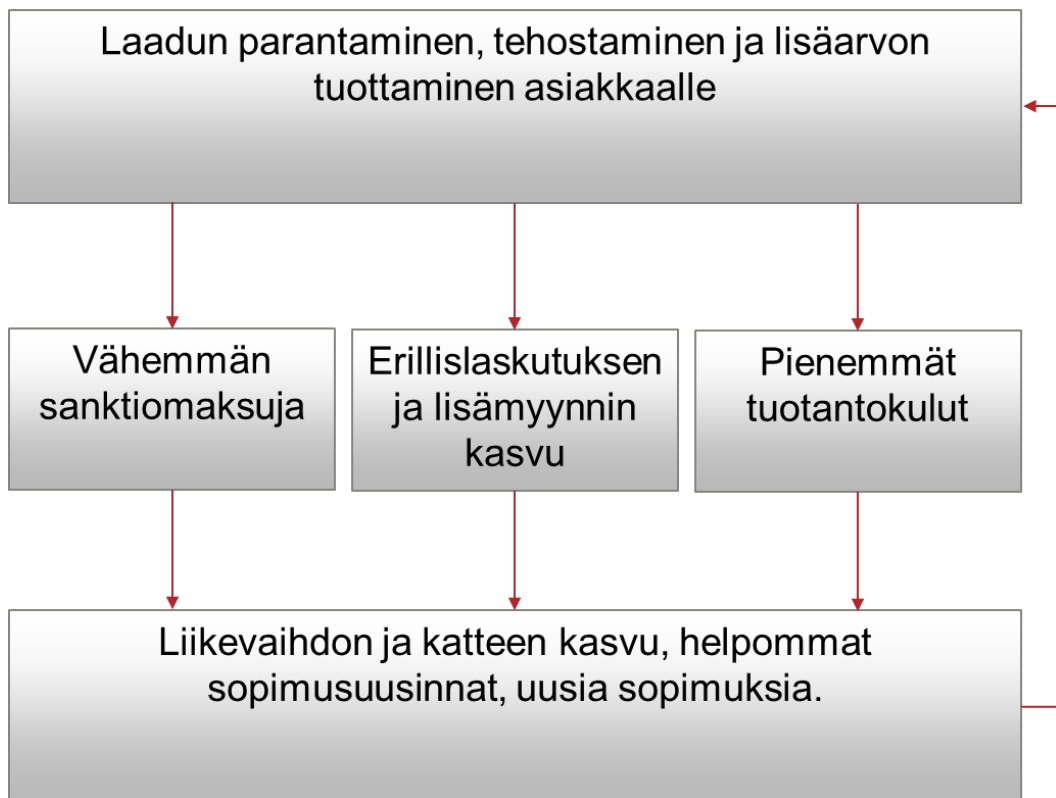 Laadun parantaminen, tehostaminen ja lisäarvon
tuottaminen asiakkaalle
Vähemmän
sanktiomaksuja
Erillislaskutuksen
ja lisämyynnin
kasvu
Pienemmät
tuotantokulut
Liikevaihdon ja katteen kasvu, helpommat
sopimusuusinnat, uusia sopimuksia.